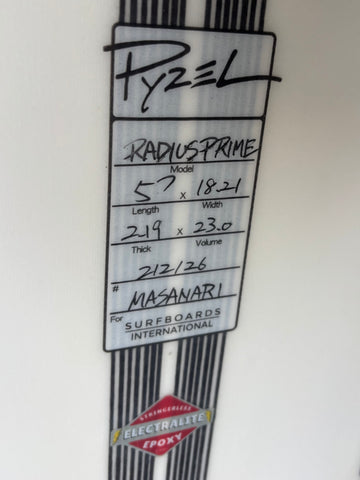 PYZEL
RADIUS PRIME
Model
5'7 x 18.21
Length Width
2.19 x 23.0
Thick Volume
212126
#
MASANARI
For SURFBOARDS
INTERNATIONAL
STRINGERLESS
ELECTRALITE
EPOXY